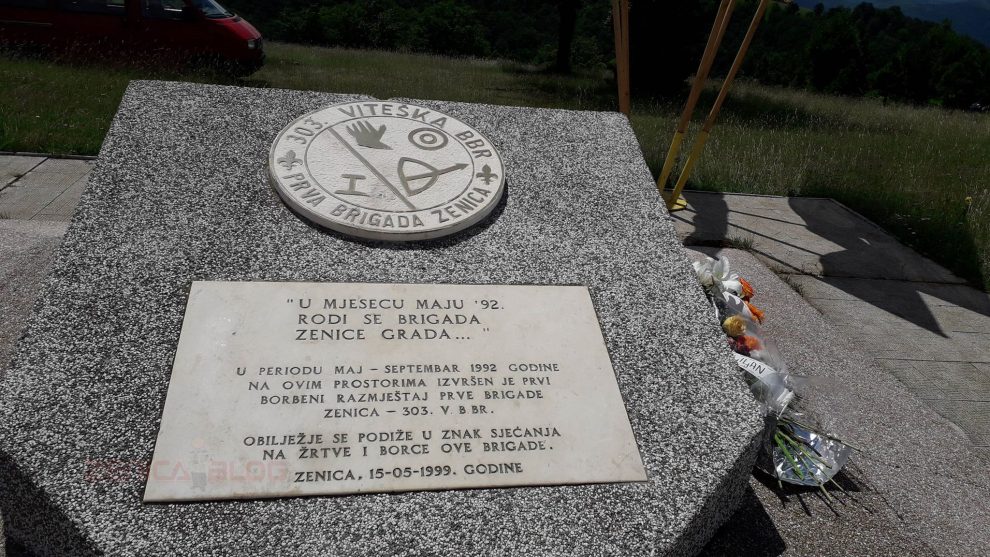 303 VITEŠKA BBR
PRVA BRIGADA ZENICA
"U MJESECU MAJU '92.
RODI SE BRIGADA
ZENICE GRADA..."
U PERIODU MAJ - SEPTEMBAR 1992 GODINE
NA OVIM PROSTORIMA IZVRŠEN JE PRVI
BORBENI RAZMJEŠTAJ PRVE BRIGADE
ZENICA - 303. V. B BR.
OBILJEŽJE SE PODIŽE U ZNAK SJEĆANJA
NA ŽRTVE I BORCE OVE BRIGADE.
ZENICA, 15-05-1999. GODINE
ZENICA BLOG